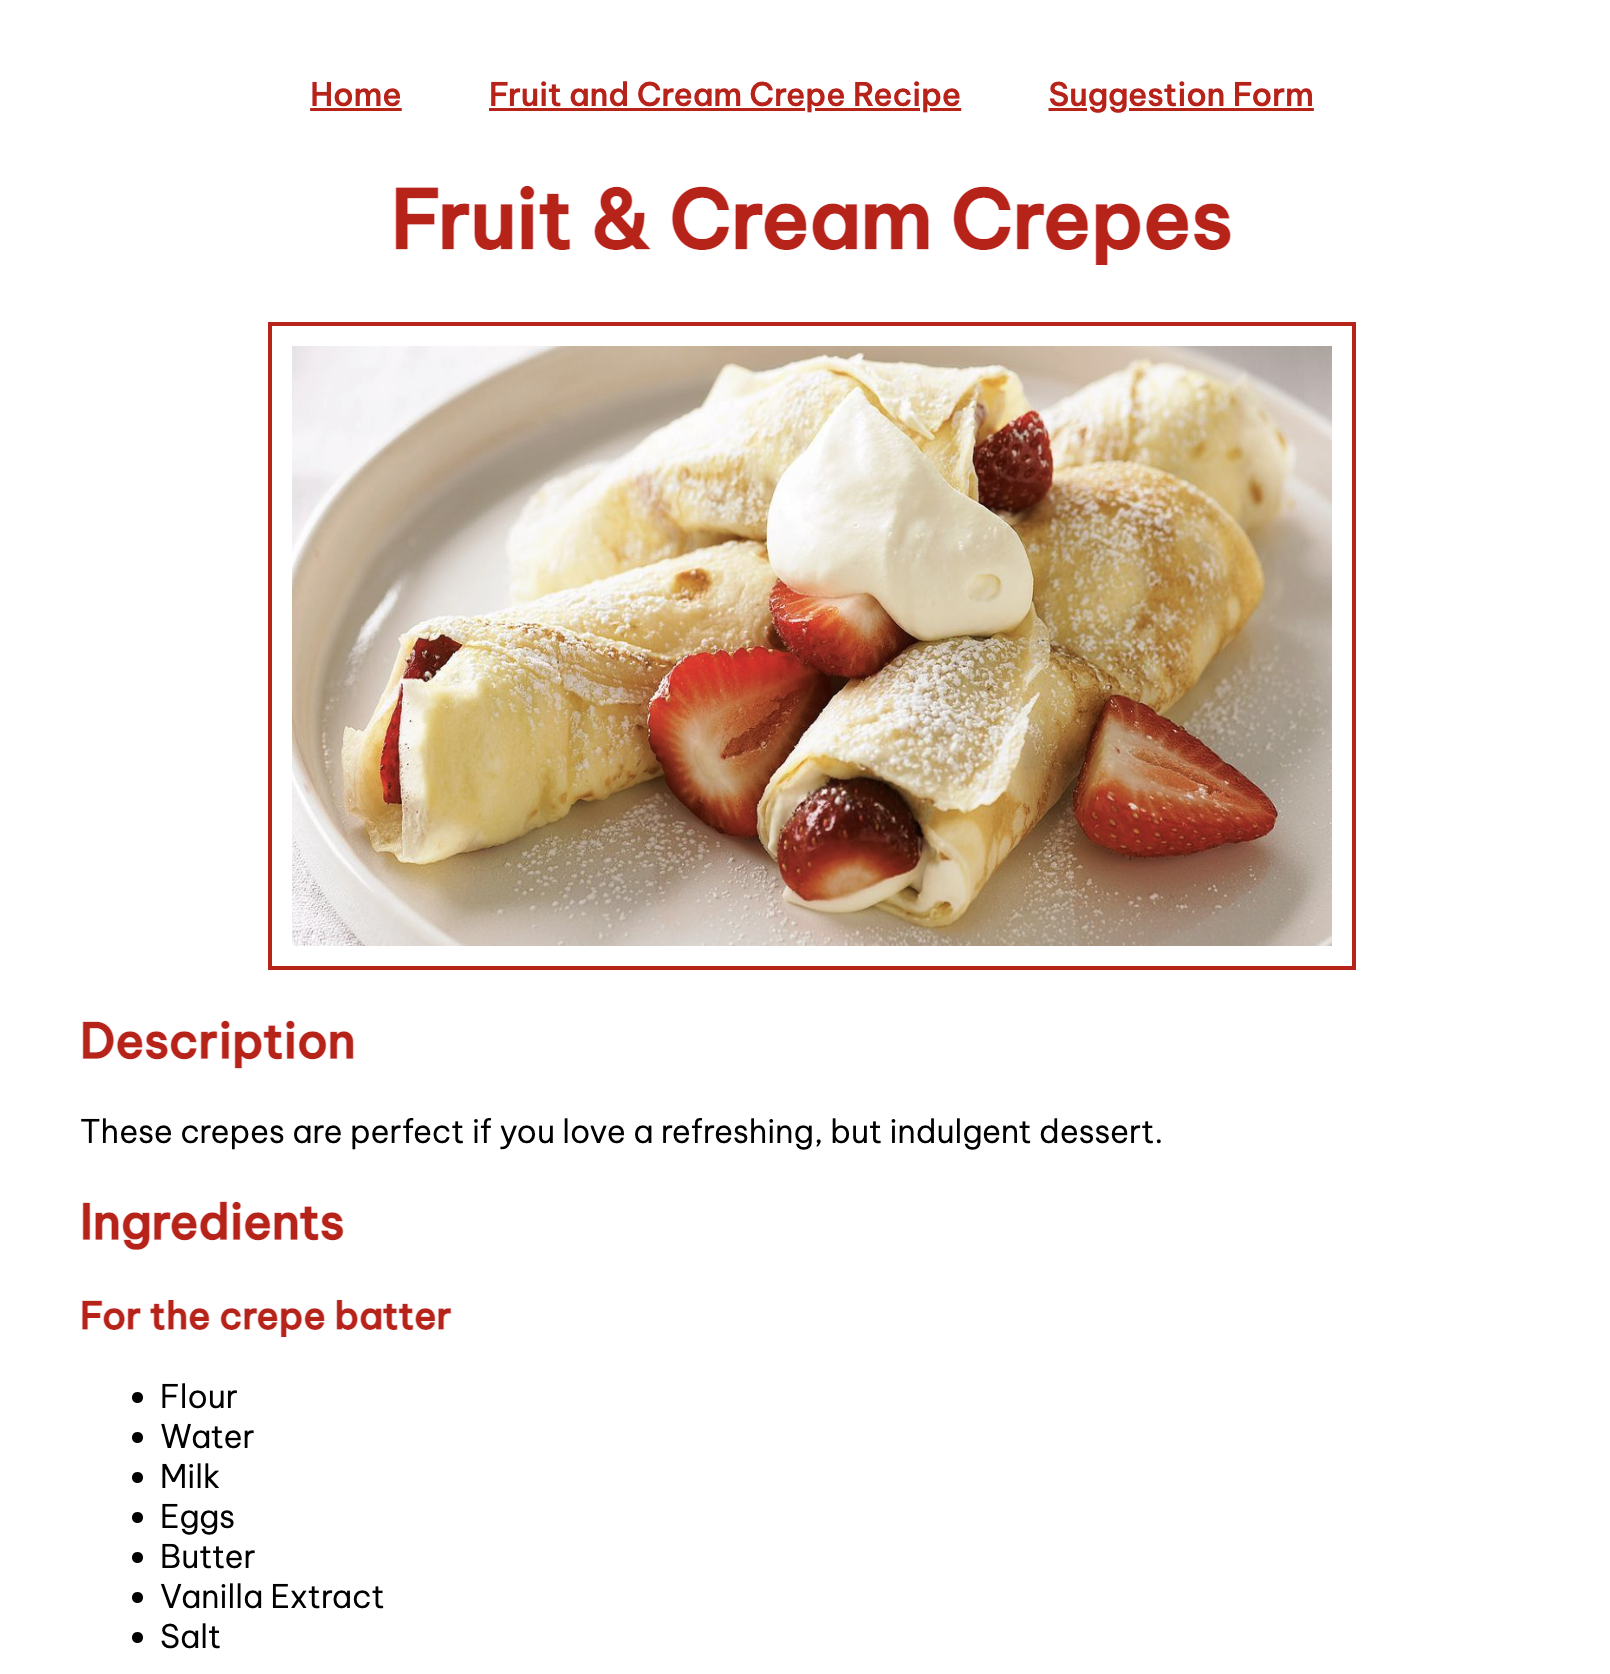 Home Fruit and Cream Crepe Recipe Suggestion Form
Fruit & Cream Crepes
Description
These crepes are perfect if you love a refreshing, but indulgent dessert.
Ingredients
For the crepe batter
Flour
Water
Milk
Eggs
Butter
Vanilla Extract
Salt